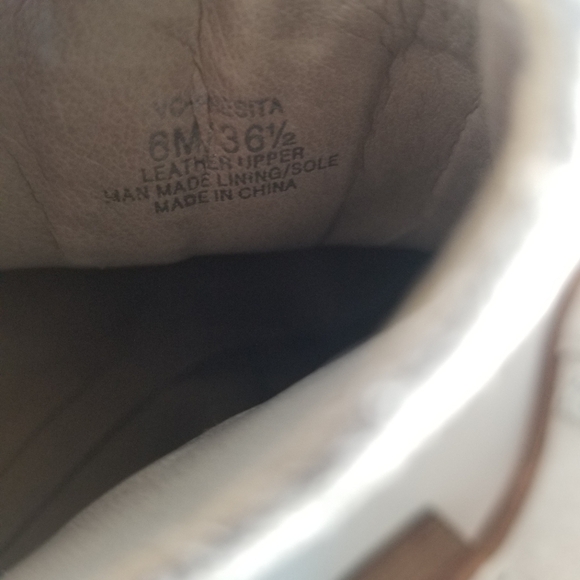 6M/36½
LEATHER UPPER
MAN MADE LINING/SOLE
MADE IN CHINA